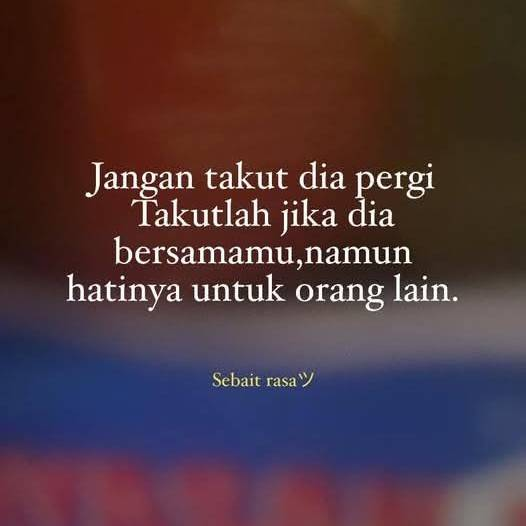 Jangan takut dia pergi
Takutlah jika dia
bersamamu,namun
hatinya untuk orang lain.
Sebait rasaツ